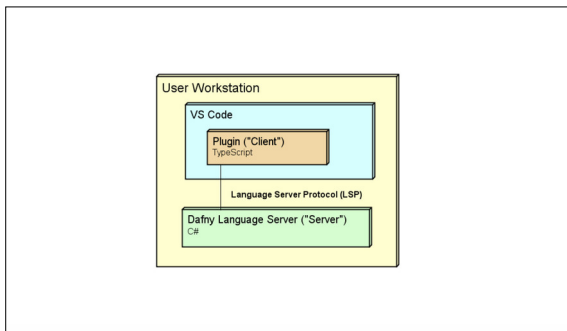 User Workstation
VS Code
Plugin ("Client")
TypeScript
Language Server Protocol (LSP)
Dafny Language Server ("Server")
C#